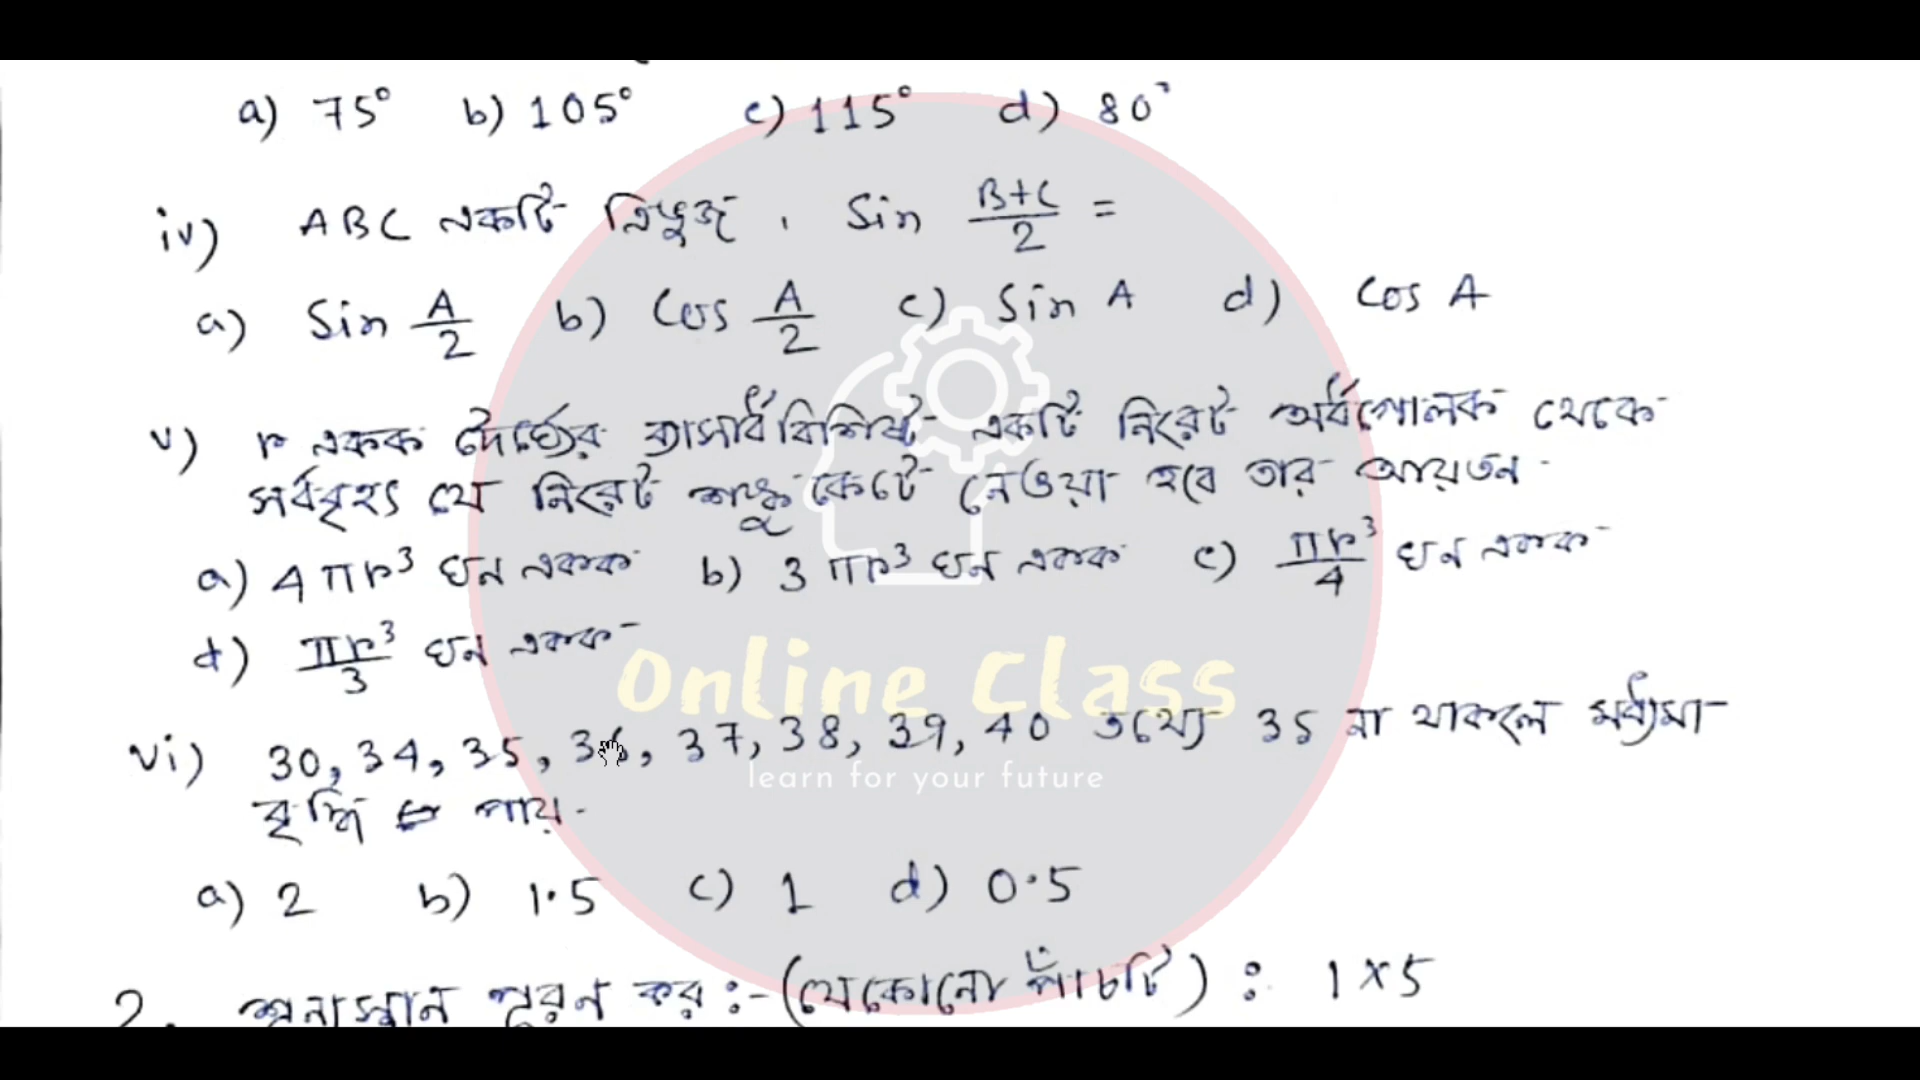 a) 75° b) 105° c) 115° d) 80°
iv) ABC একটি ত্রিভুজ, Sin (B+C)/2 =
a) Sin A/2 b) Cos A/2 c) Sin A d) Cos A
v) r একক দৈর্ঘ্যের ব্যাসার্ধবিশিষ্ট একটি নিরেট অর্ধগোলক থেকে
সর্ববৃহৎ যে নিরেট শঙ্কু কেটে নেওয়া হবে তার আয়তন
a) 4πr³ ঘন একক b) 3πr³ ঘন একক c) πr³/4 ঘন একক
d) πr³/3 ঘন একক
Online Class
vi) 30, 34, 35, 36, 37, 38, 39, 40 তথ্যে 35 না থাকলে মধ্যমা
learn for your future
বৃদ্ধি পায়-
a) 2 b) 1.5 c) 1 d) 0.5
2. শূন্যস্থান পূরণ কর :- (যেকোনো পাঁচটি) : 1×5